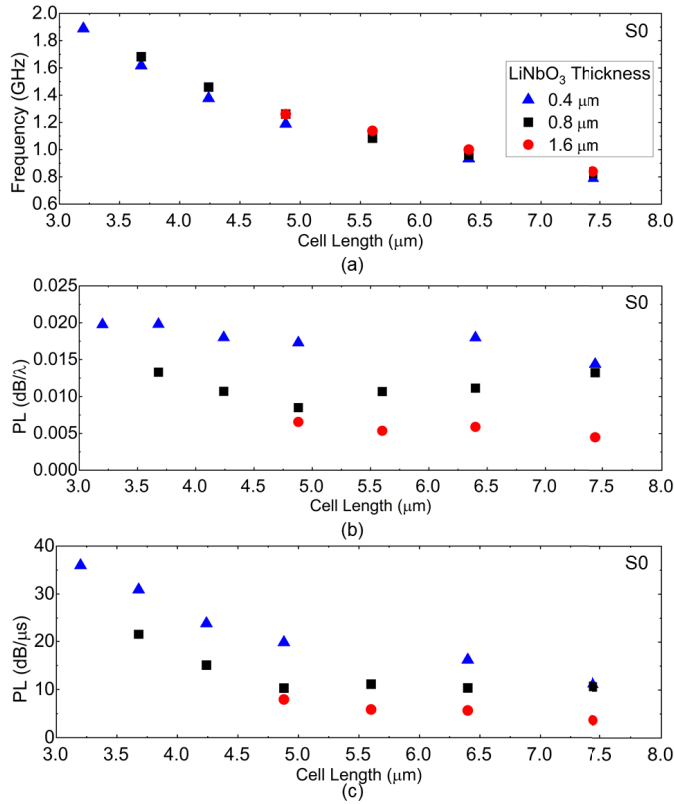 2.0
S0
1.8
1.6
1.4
1.2
1.0
0.8
0.6
Frequency (GHz)
LiNbO3 Thickness
0.4 μm
0.8 μm
1.6 μm
3.0 3.5 4.0 4.5 5.0 5.5 6.0 6.5 7.0 7.5 8.0
Cell Length (μm)
(a)
0.025
S0
0.020
0.015
0.010
0.005
0.000
PL (dB/λ)
3.0 3.5 4.0 4.5 5.0 5.5 6.0 6.5 7.0 7.5 8.0
Cell Length (μm)
(b)
40
S0
30
20
10
0
PL (dB/μs)
3.0 3.5 4.0 4.5 5.0 5.5 6.0 6.5 7.0 7.5 8.0
Cell Length (μm)
(c)